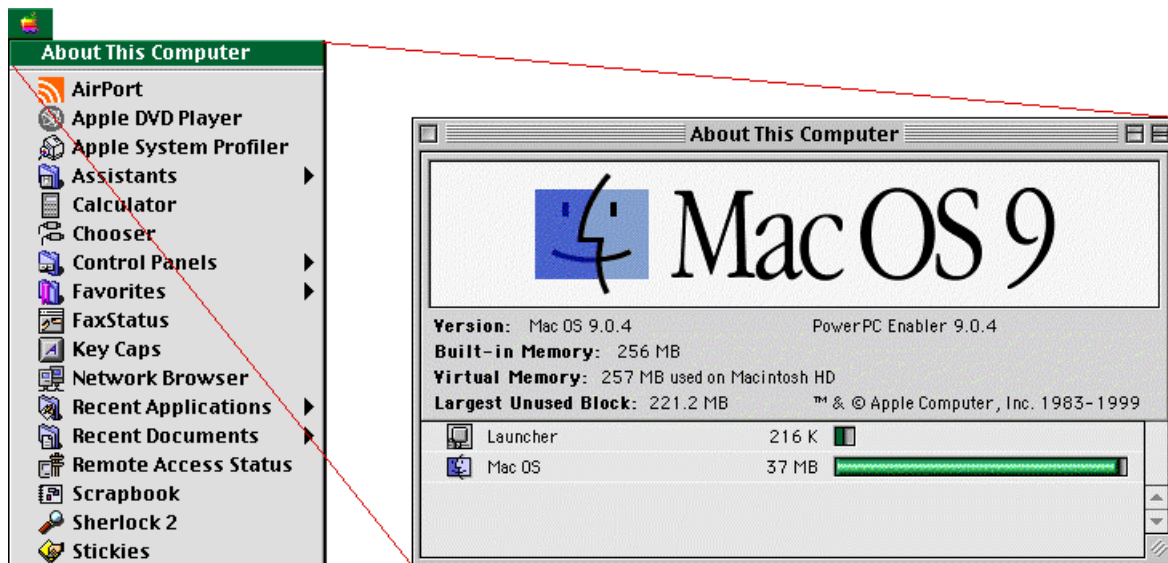 About This Computer
AirPort
Apple DVD Player
Apple System Profiler
Assistants
Calculator
Chooser
Control Panels
Favorites
FaxStatus
Key Caps
Network Browser
Recent Applications
Recent Documents
Remote Access Status
Scrapbook
Sherlock 2
Stickies
About This Computer
Mac OS 9
Version: Mac OS 9.0.4 PowerPC Enabler 9.0.4
Built-in Memory: 256 MB
Virtual Memory: 257 MB used on Macintosh HD
Largest Unused Block: 221.2 MB ™ & © Apple Computer, Inc. 1983-1999
Launcher 216 K
Mac OS 37 MB